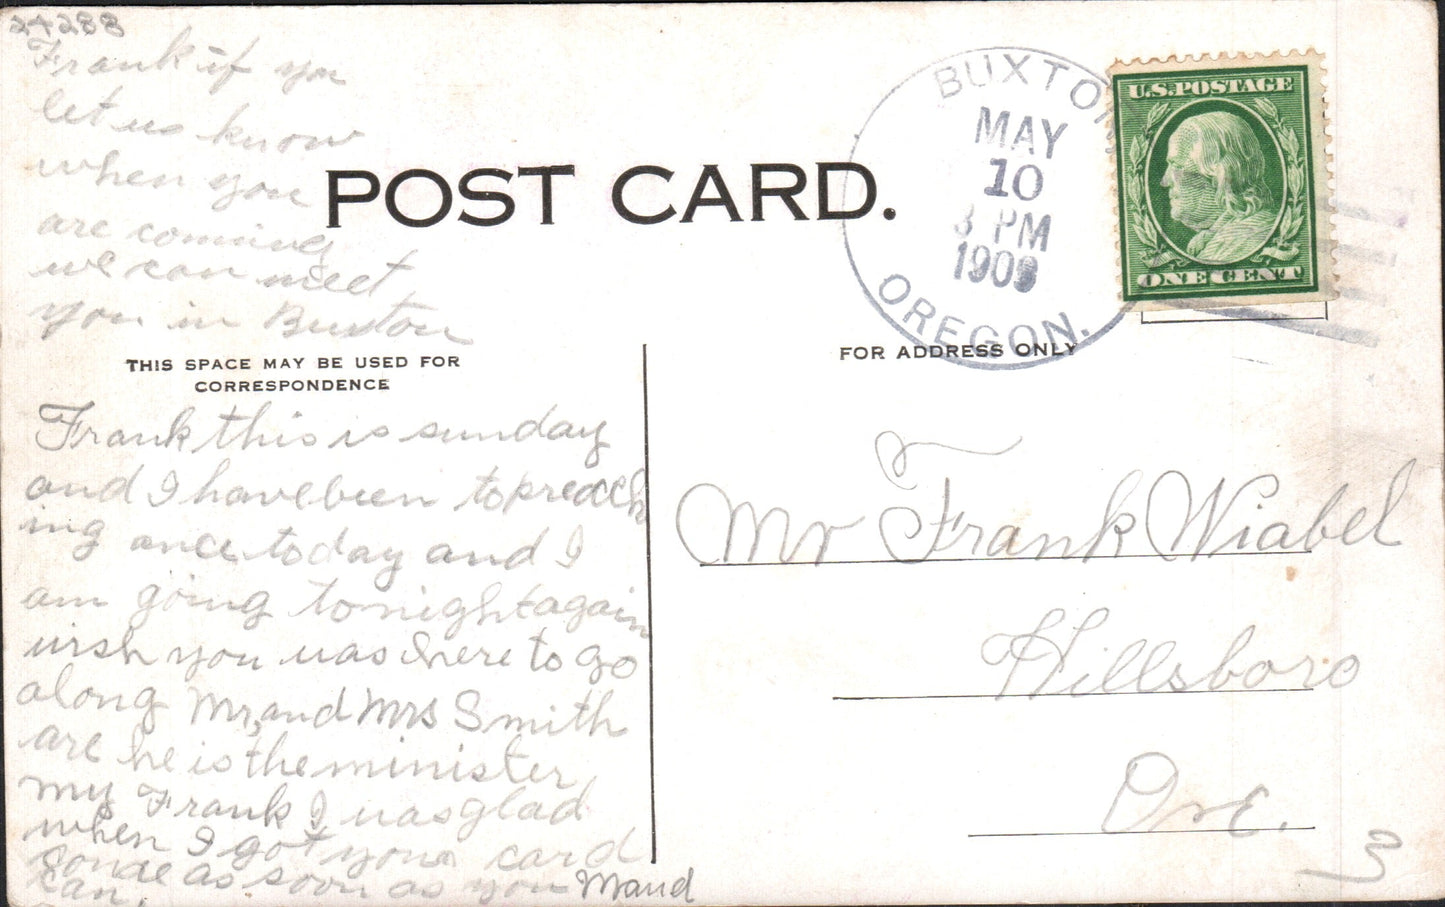 24288
Frank if you
let us know
when you
are coming
we can meet
you in Buxton
POST CARD.
BUXTON
MAY
10
3 PM
1909
OREGON.
U.S. POSTAGE
ONE CENT
THIS SPACE MAY BE USED FOR
CORRESPONDENCE
FOR ADDRESS ONLY
Frank this is sunday
and I have been to preach
ing once today and I
am going tonight again
wish you was here to go
along Mr, and Mrs Smith
are he is the minister
my Frank I was glad
when I got your card
as soon as you
can.
Maud
Mr Frank Wiabel
Hillsboro
Ore.
3